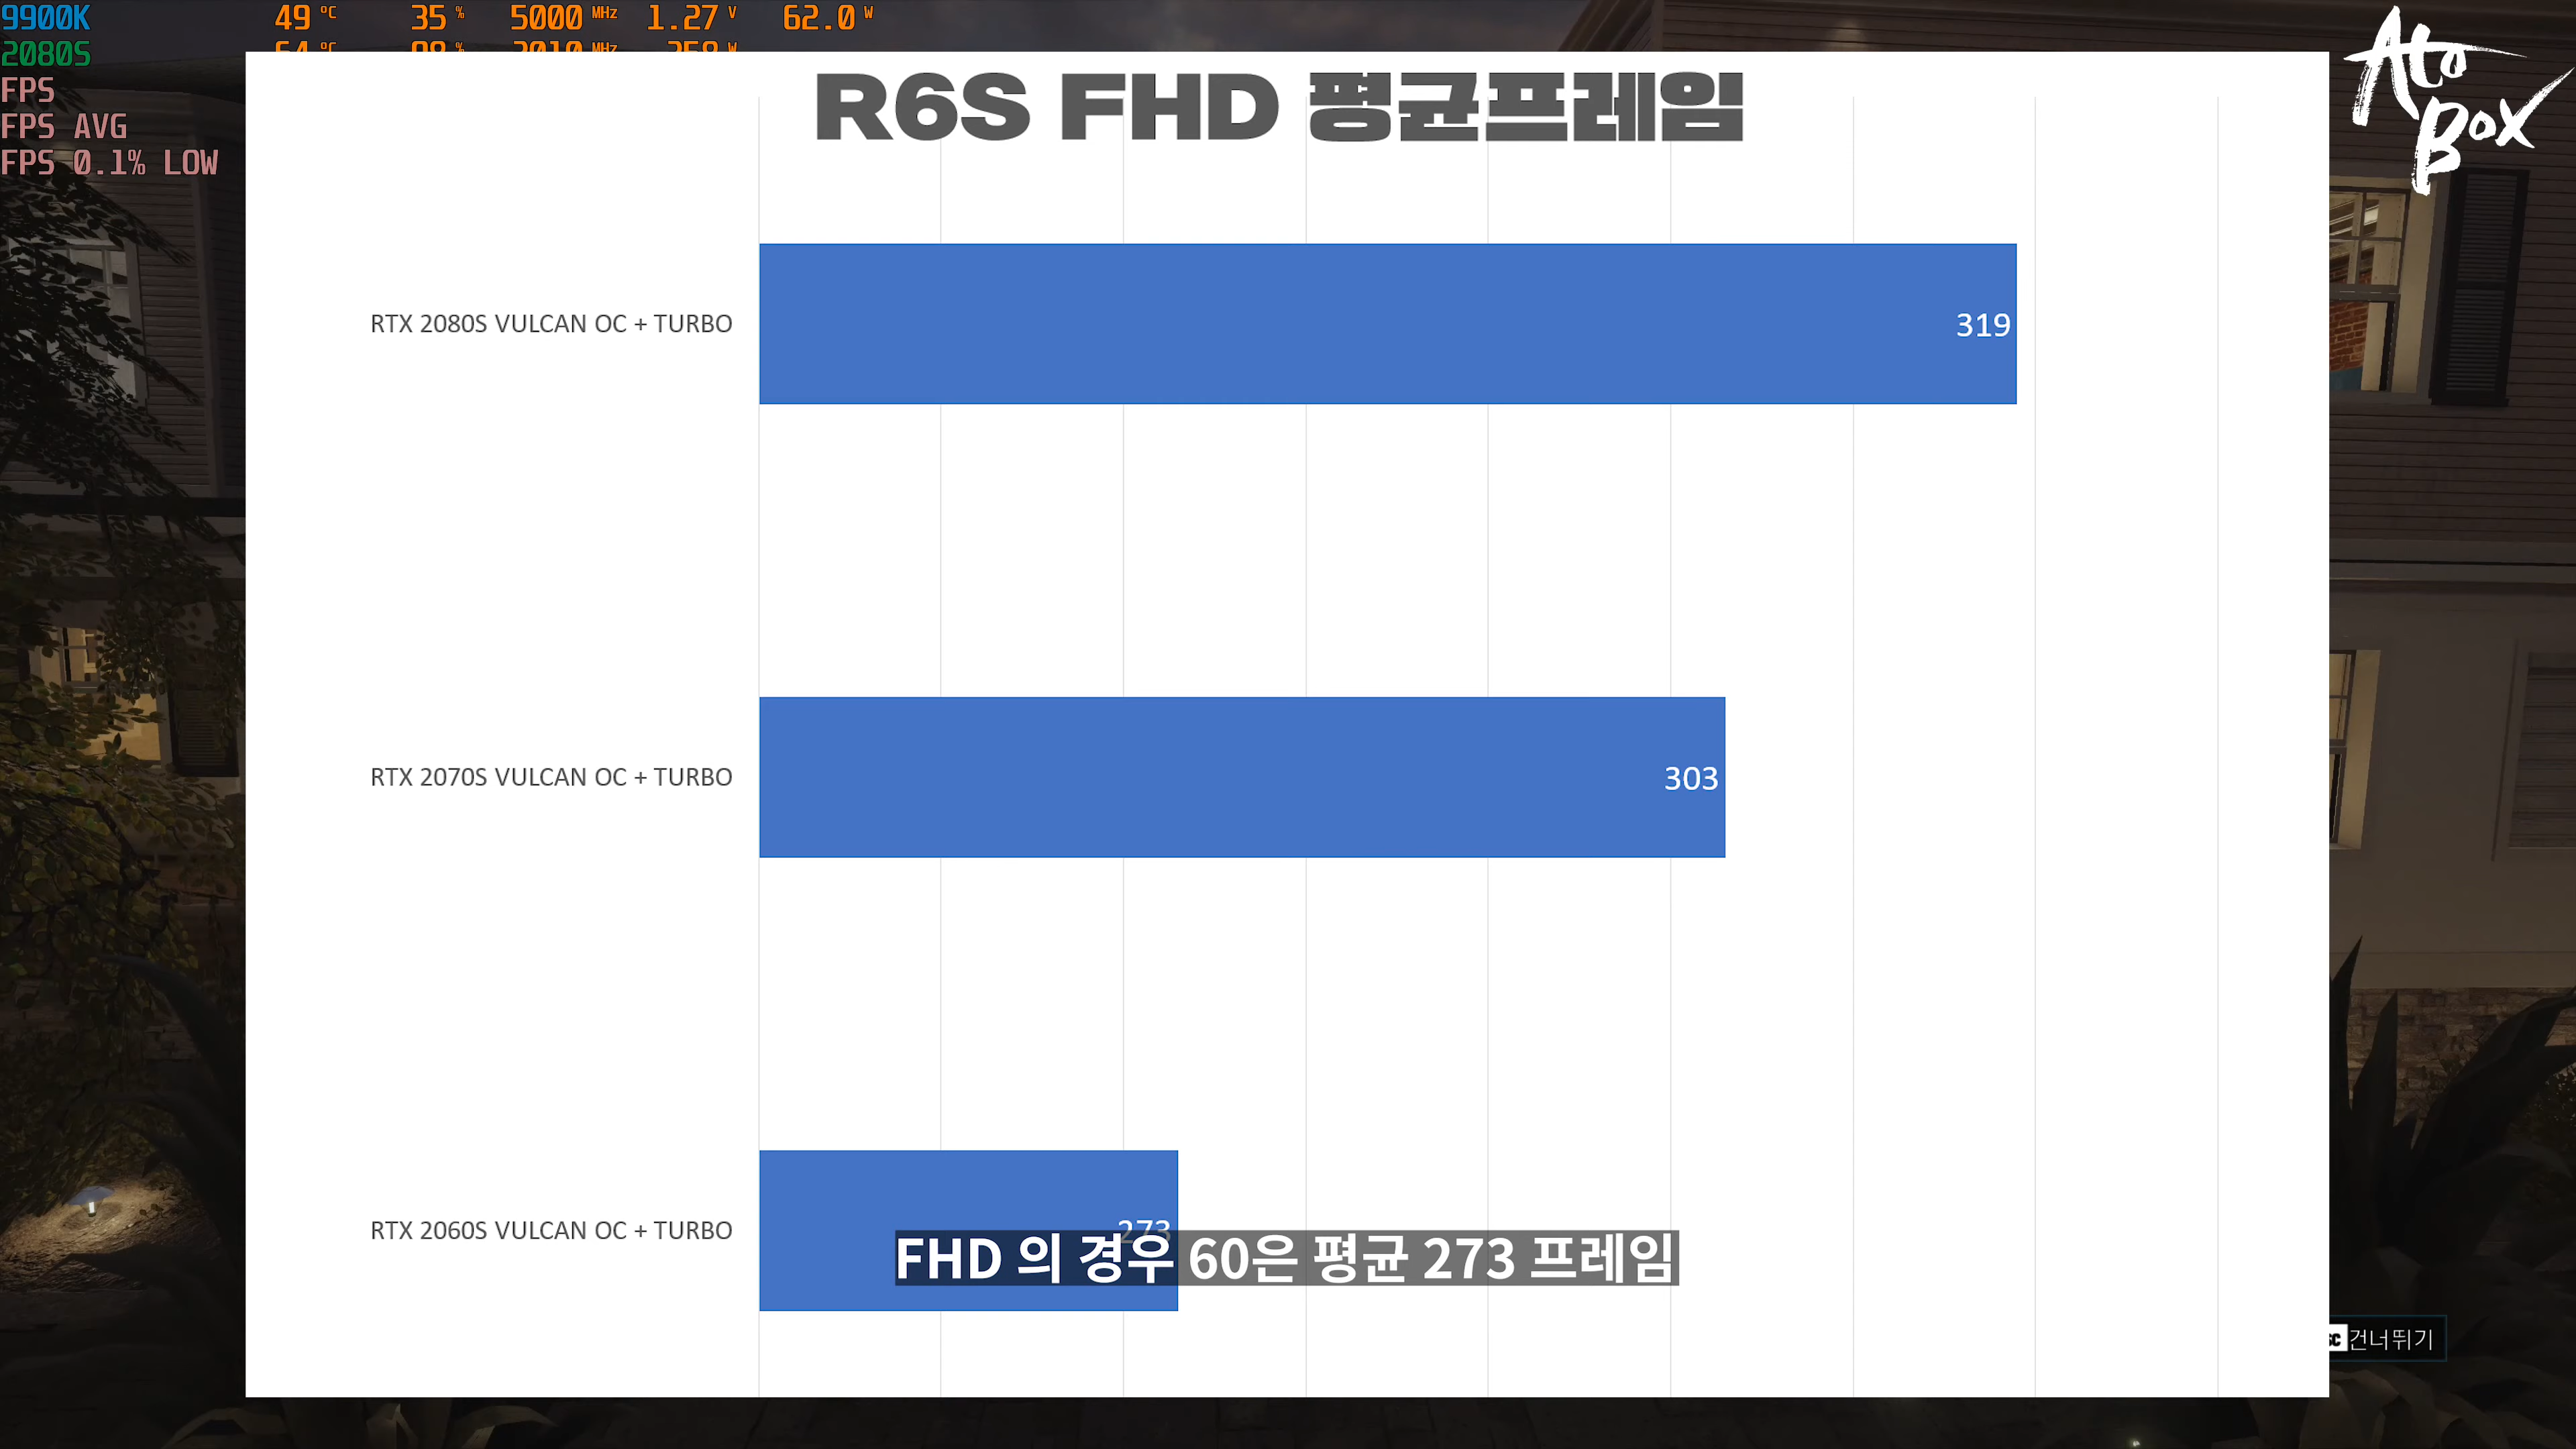 9900K 49 °C 35 % 5000 MHz 1.27 V 62.0 W
2080S
FPS
FPS AVG
FPS 0.1% LOW
Ato
Box
R6S FHD 평균프레임
RTX 2080S VULCAN OC + TURBO 319
RTX 2070S VULCAN OC + TURBO 303
RTX 2060S VULCAN OC + TURBO 273
FHD 의 경우 60은 평균 273 프레임
건너뛰기